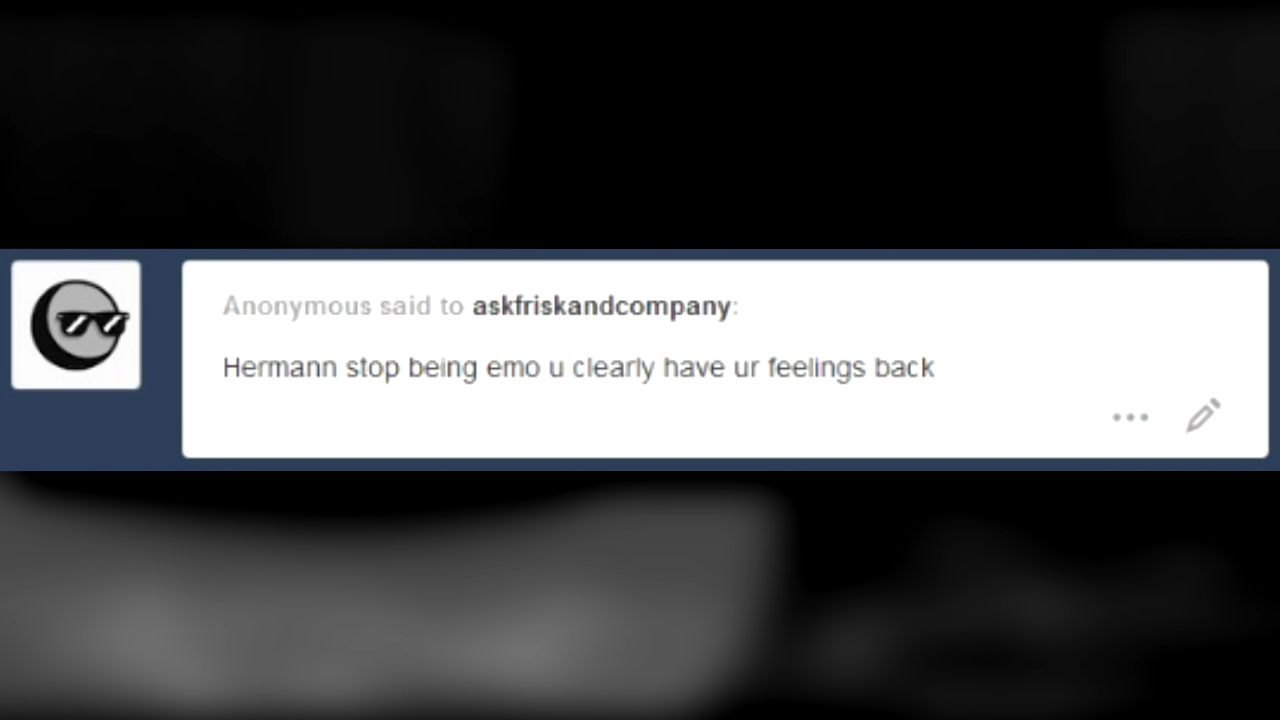 Anonymous said to askfriskandcompany:
Hermann stop being emo u clearly have ur feelings back